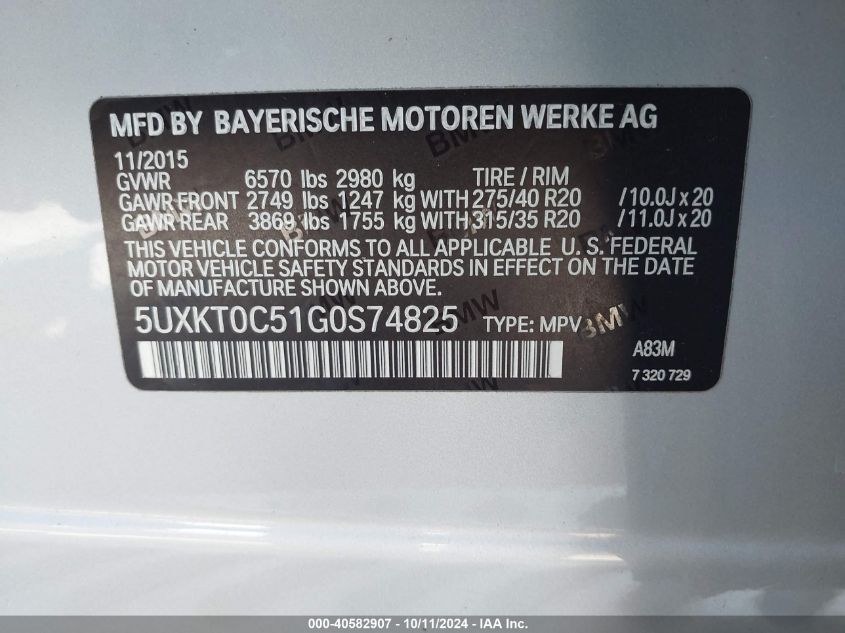 MFD BY BAYERISCHE MOTOREN WERKE AG
11/2015
GVWR 6570 lbs 2980 kg TIRE / RIM
GAWR FRONT 2749 lbs 1247 kg WITH 275/40 R20 /10.0J x 20
GAWR REAR 3869 lbs 1755 kg WITH 315/35 R20 /11.0J x 20
THIS VEHICLE CONFORMS TO ALL APPLICABLE U. S. FEDERAL
MOTOR VEHICLE SAFETY STANDARDS IN EFFECT ON THE DATE
OF MANUFACTURE SHOWN ABOVE.
5UXKT0C51G0S74825 TYPE: MPV
A83M
7 320 729
000-40582907 - 10/11/2024 - IAA Inc.